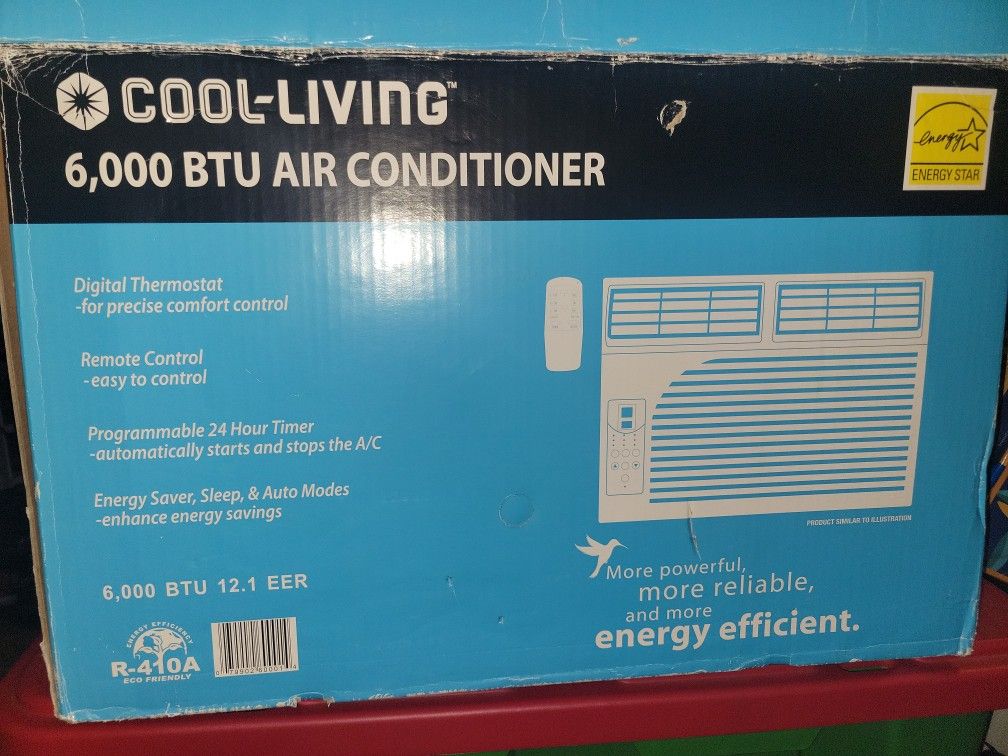 COOL-LIVING™
6,000 BTU AIR CONDITIONER
energy
ENERGY STAR
Digital Thermostat
-for precise comfort control
Remote Control
-easy to control
Programmable 24 Hour Timer
-automatically starts and stops the A/C
Energy Saver, Sleep, & Auto Modes
-enhance energy savings
6,000 BTU 12.1 EER
ENERGY EFFICIENCY
R-410A
ECO FRIENDLY
PRODUCT SIMILAR TO ILLUSTRATION
More powerful,
more reliable,
and more
energy efficient.